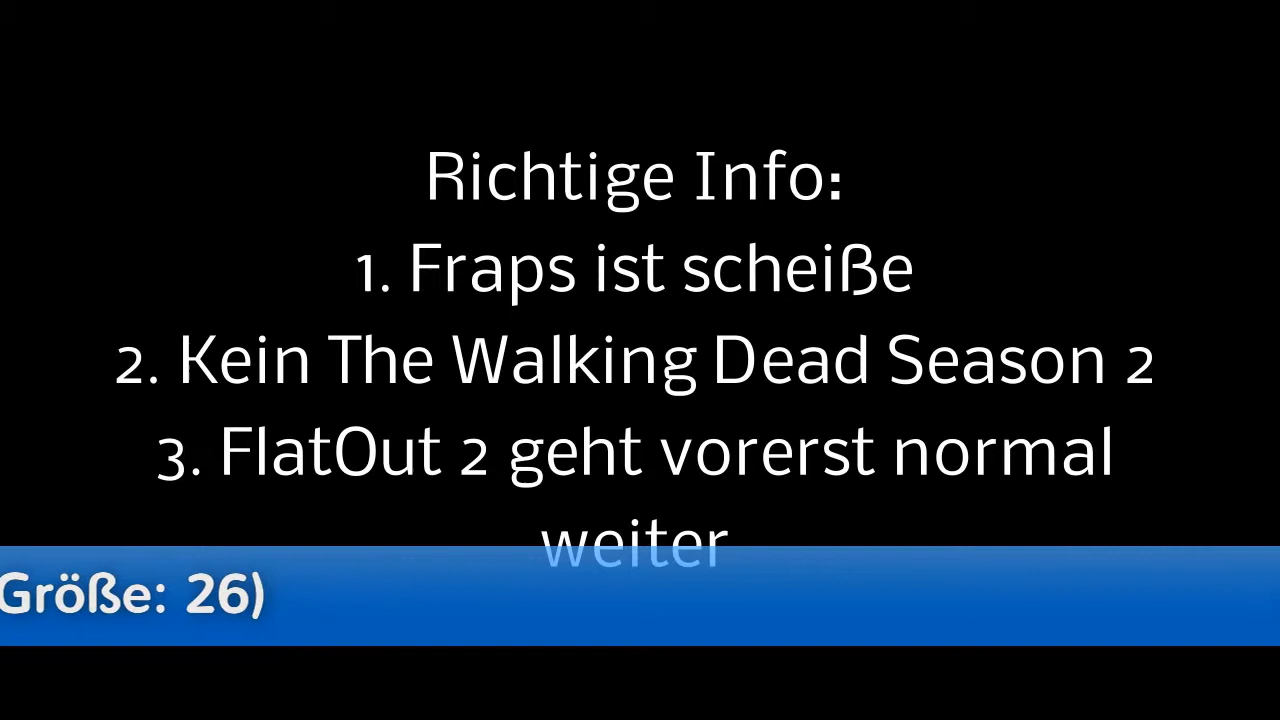 Richtige Info:
1. Fraps ist scheiße
2. Kein The Walking Dead Season 2
3. FlatOut 2 geht vorerst normal
weiter
Größe: 26)